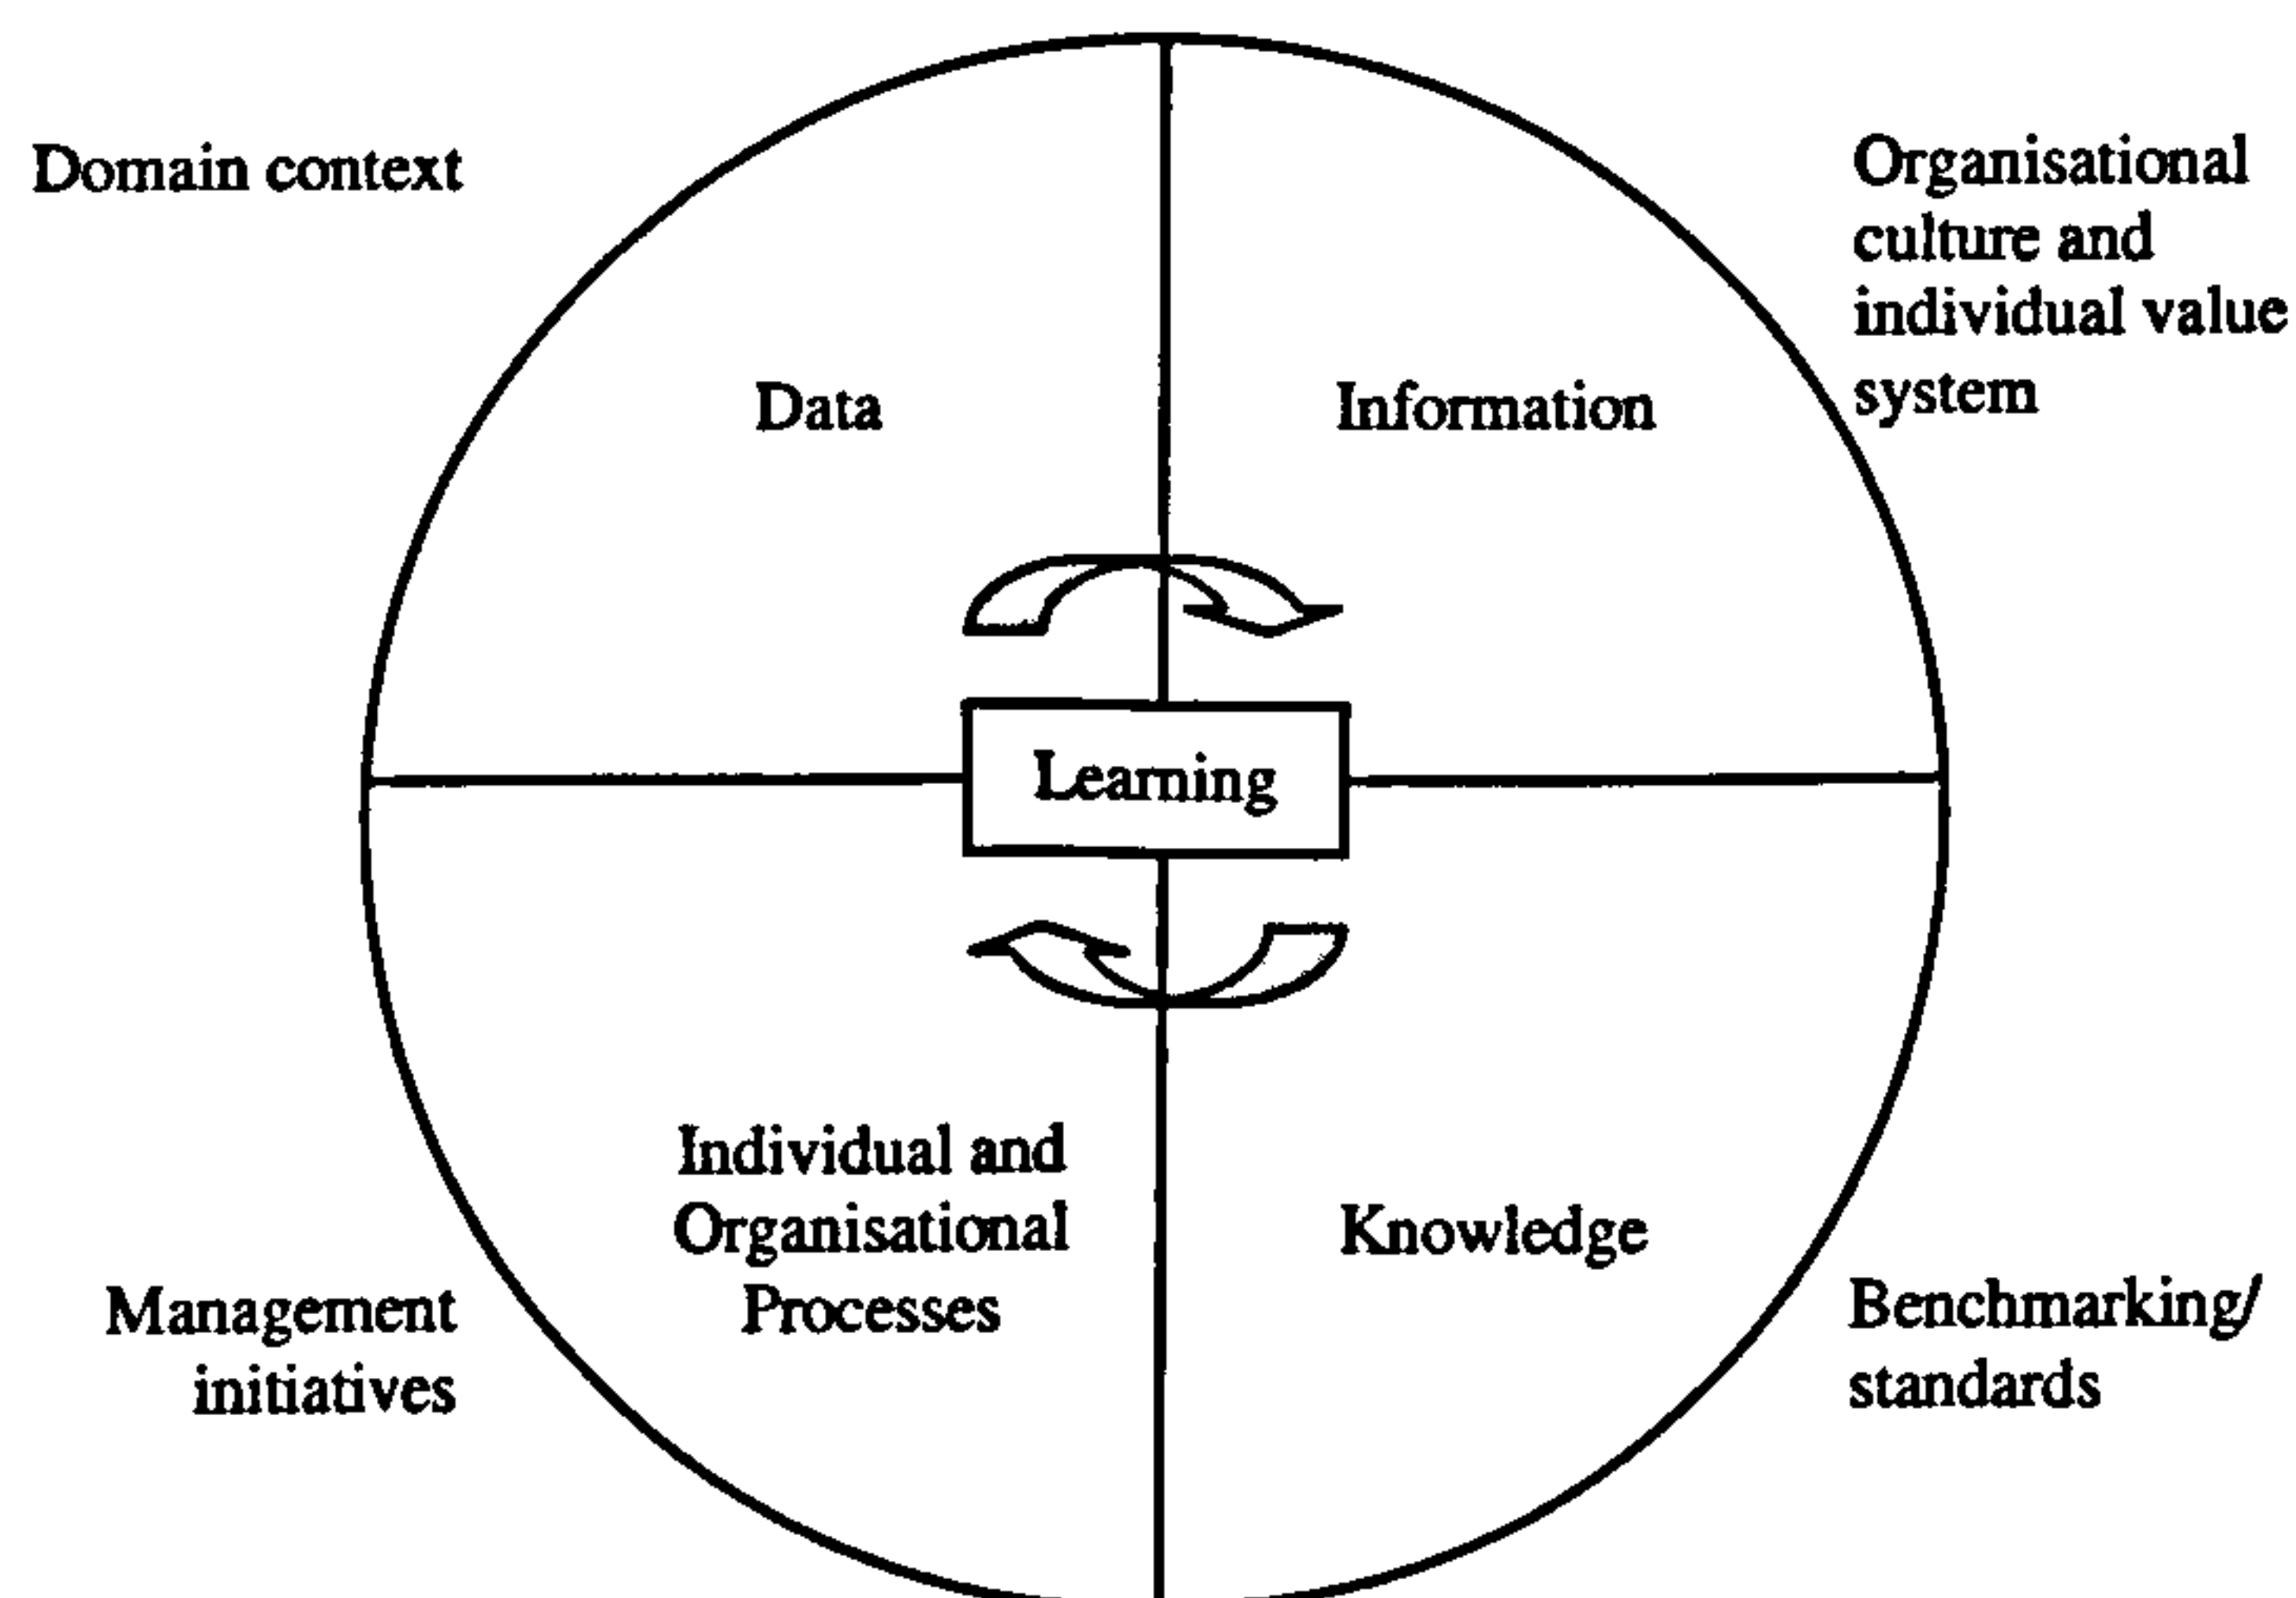 Domain context
Organisational
culture and
individual value
system
Data
Information
Learning
Individual and
Organisational
Processes
Knowledge
Management
initiatives
Benchmarking/
standards